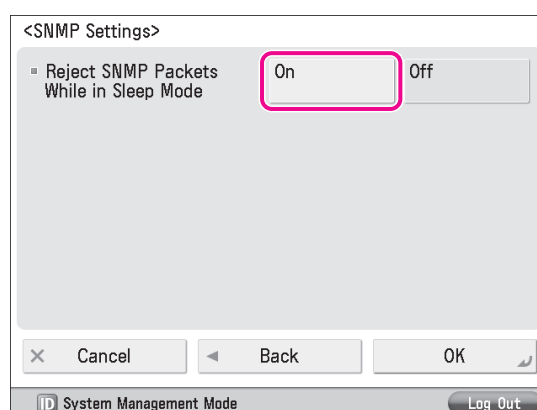 <SNMP Settings>
Reject SNMP Packets
While in Sleep Mode
On
Off
Cancel
Back
OK
ID System Management Mode
Log Out